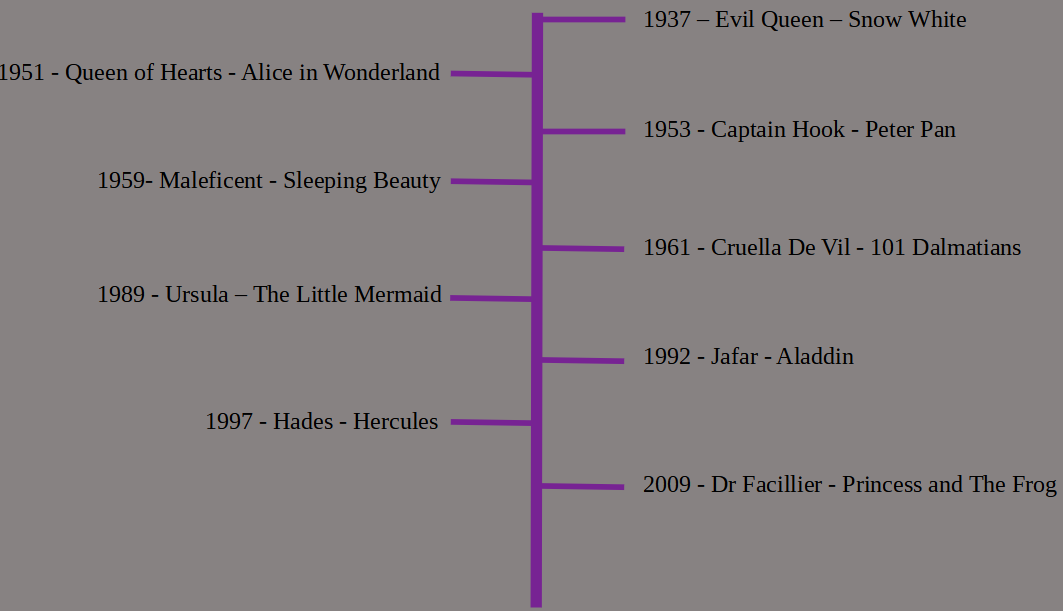 1937 – Evil Queen – Snow White
1951 - Queen of Hearts - Alice in Wonderland
1953 - Captain Hook - Peter Pan
1959- Maleficent - Sleeping Beauty
1961 - Cruella De Vil - 101 Dalmatians
1989 - Ursula – The Little Mermaid
1992 - Jafar - Aladdin
1997 - Hades - Hercules
2009 - Dr Facillier - Princess and The Frog